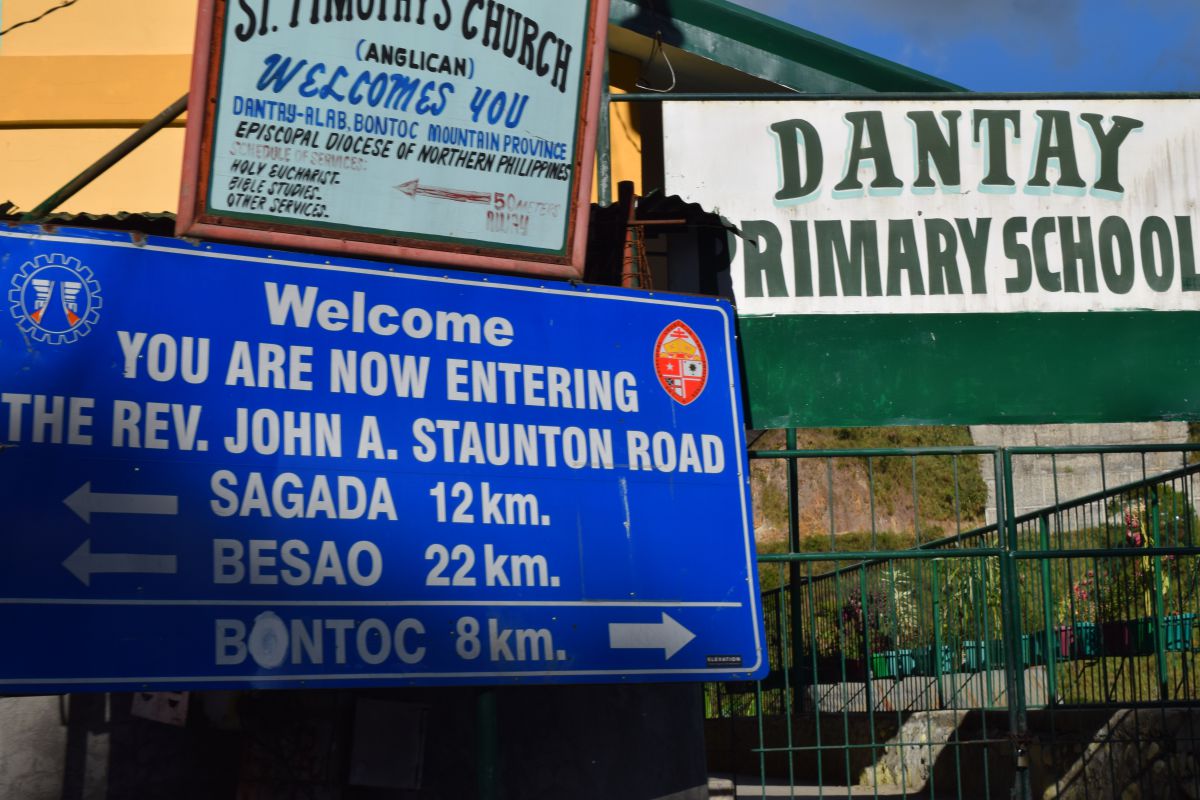 ST. TIMOTHY'S CHURCH
(ANGLICAN)
WELCOMES YOU
DANTAY-ALAB, BONTOC MOUNTAIN PROVINCE
EPISCOPAL DIOCESE OF NORTHERN PHILIPPINES
SCHEDULE OF SERVICES:
HOLY EUCHARIST-
BIBLE STUDIES-
OTHER SERVICES-
50 METERS
AWAY
DANTAY
PRIMARY SCHOOL
Welcome
YOU ARE NOW ENTERING
THE REV. JOHN A. STAUNTON ROAD
SAGADA 12 km.
BESAO 22 km.
BONTOC 8 km.
ELEVATION